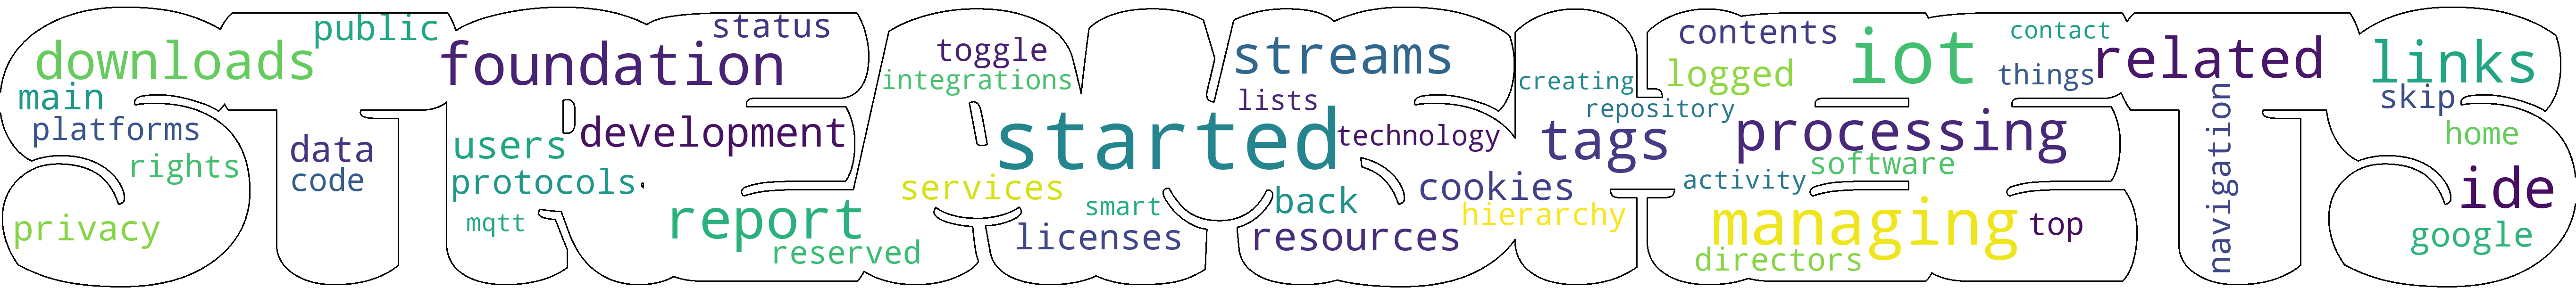 STREAMSHEETS
downloads
public
foundation
status
toggle
integrations
streams
contents
contact
iot
things
related
links
main
platforms
rights
data
code
users
development
protocols
started
lists
technology
creating
repository
logged
tags
processing
software
activity
navigation
skip
home
ide
privacy
mqtt
report
reserved
services
smart
licenses
back
resources
cookies
hierarchy
managing
directors
top
google